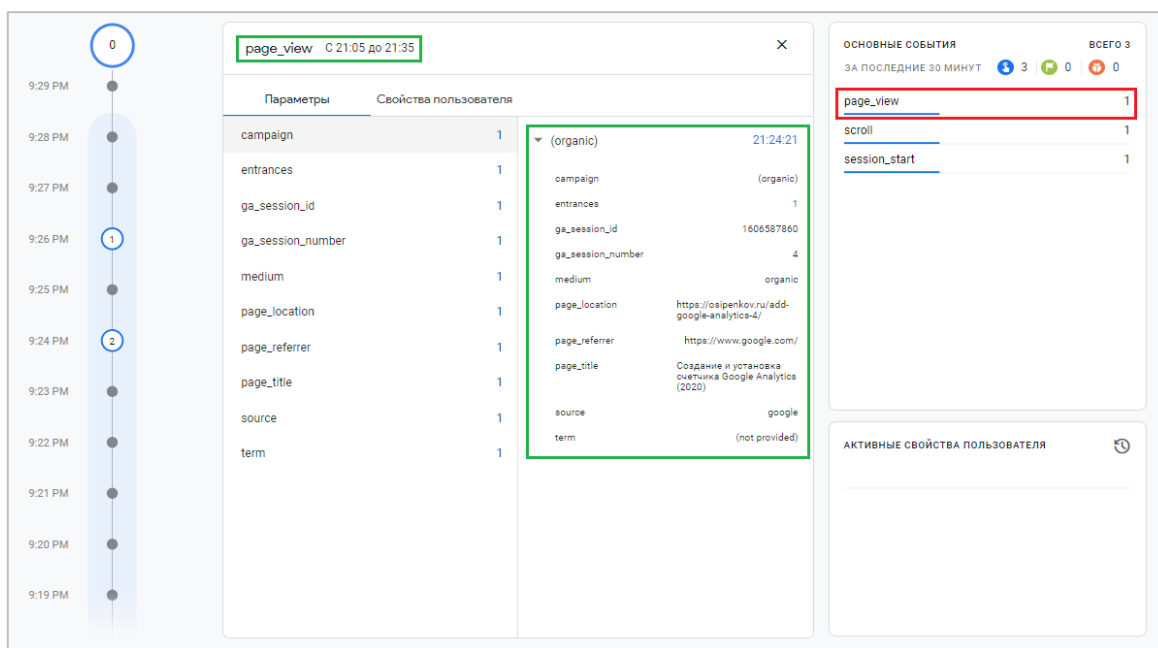 0
9:29 PM
9:28 PM
9:27 PM
1
9:26 PM
9:25 PM
2
9:24 PM
9:23 PM
9:22 PM
9:21 PM
9:20 PM
9:19 PM
page_view С 21:05 до 21:35
Параметры Свойства пользователя
campaign 1
entrances 1
ga_session_id 1
ga_session_number 1
medium 1
page_location 1
page_referrer 1
page_title 1
source 1
term 1
(organic) 21:24:21
campaign (organic)
entrances 1
ga_session_id 1606587860
ga_session_number 4
medium organic
page_location https://osipenkov.ru/add-
google-analytics-4/
page_referrer https://www.google.com/
page_title Создание и установка
счетчика Google Analytics
(2020)
source google
term (not provided)
ОСНОВНЫЕ СОБЫТИЯ ВСЕГО 3
ЗА ПОСЛЕДНИЕ 30 МИНУТ 3 0 0
page_view 1
scroll 1
session_start 1
АКТИВНЫЕ СВОЙСТВА ПОЛЬЗОВАТЕЛЯ